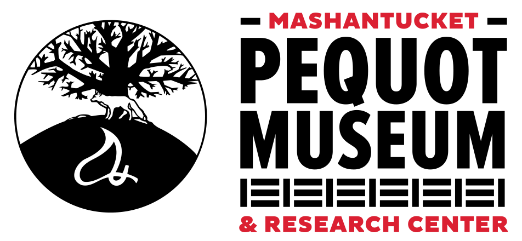 MASHANTUCKET
PEQUOT
MUSEUM
& RESEARCH CENTER